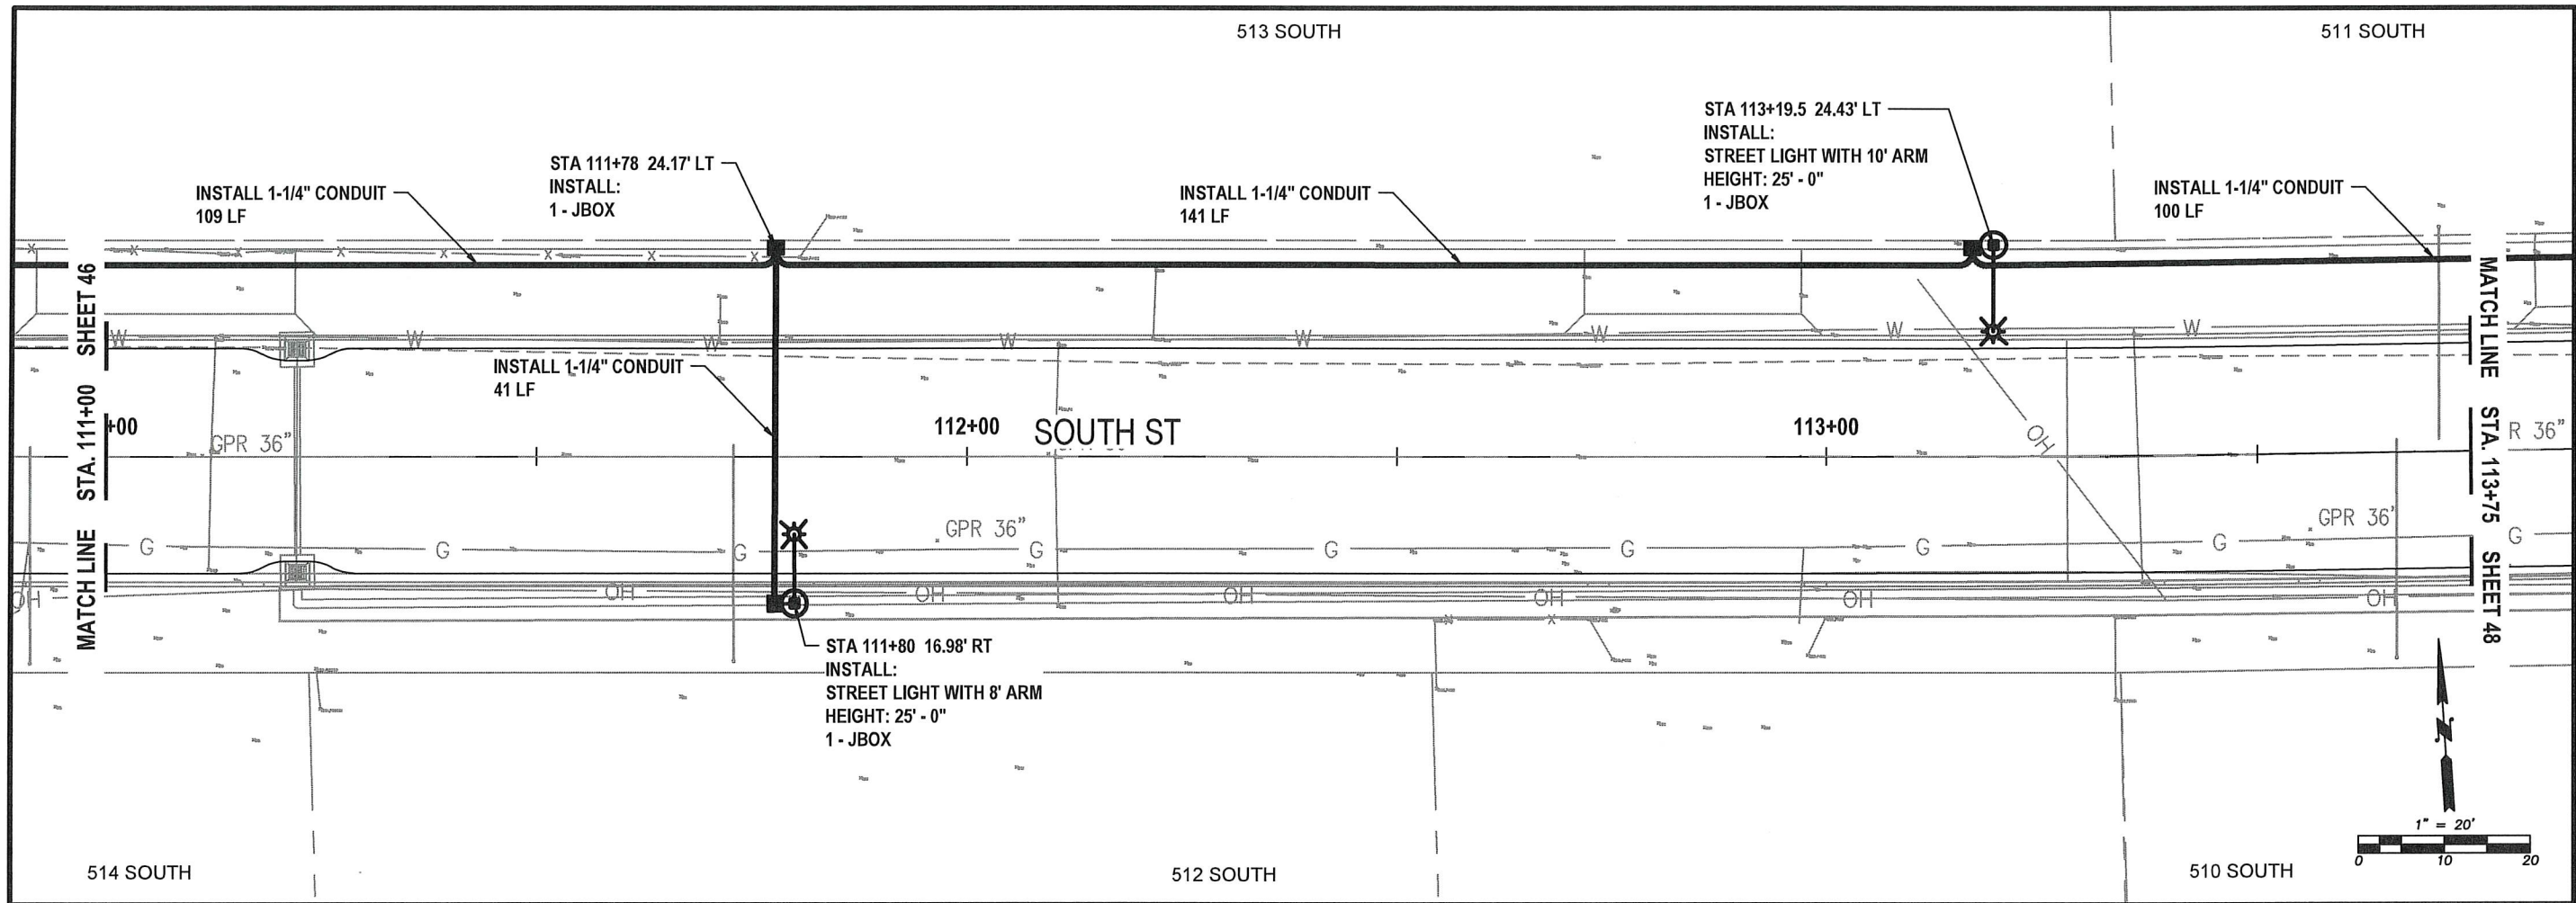 513 SOUTH
511 SOUTH
STA 113+19.5 24.43' LT
INSTALL:
STREET LIGHT WITH 10' ARM
HEIGHT: 25' - 0"
1 - JBOX
STA 111+78 24.17' LT
INSTALL:
1 - JBOX
INSTALL 1-1/4" CONDUIT
109 LF
INSTALL 1-1/4" CONDUIT
141 LF
INSTALL 1-1/4" CONDUIT
100 LF
X X X X X X X X
W W W W W W W W
INSTALL 1-1/4" CONDUIT
41 LF
MATCH LINE STA. 111+00 SHEET 46
MATCH LINE STA. 113+75 SHEET 48
+00
112+00
SOUTH ST
113+00
GPR 36"
OH
R 36"
GPR 36"
GPR 36'
G G G G G G G G G
OH OH OH OH OH OH OH
X X
STA 111+80 16.98' RT
INSTALL:
STREET LIGHT WITH 8' ARM
HEIGHT: 25' - 0"
1 - JBOX
N
1" = 20'
0 10 20
514 SOUTH
512 SOUTH
510 SOUTH